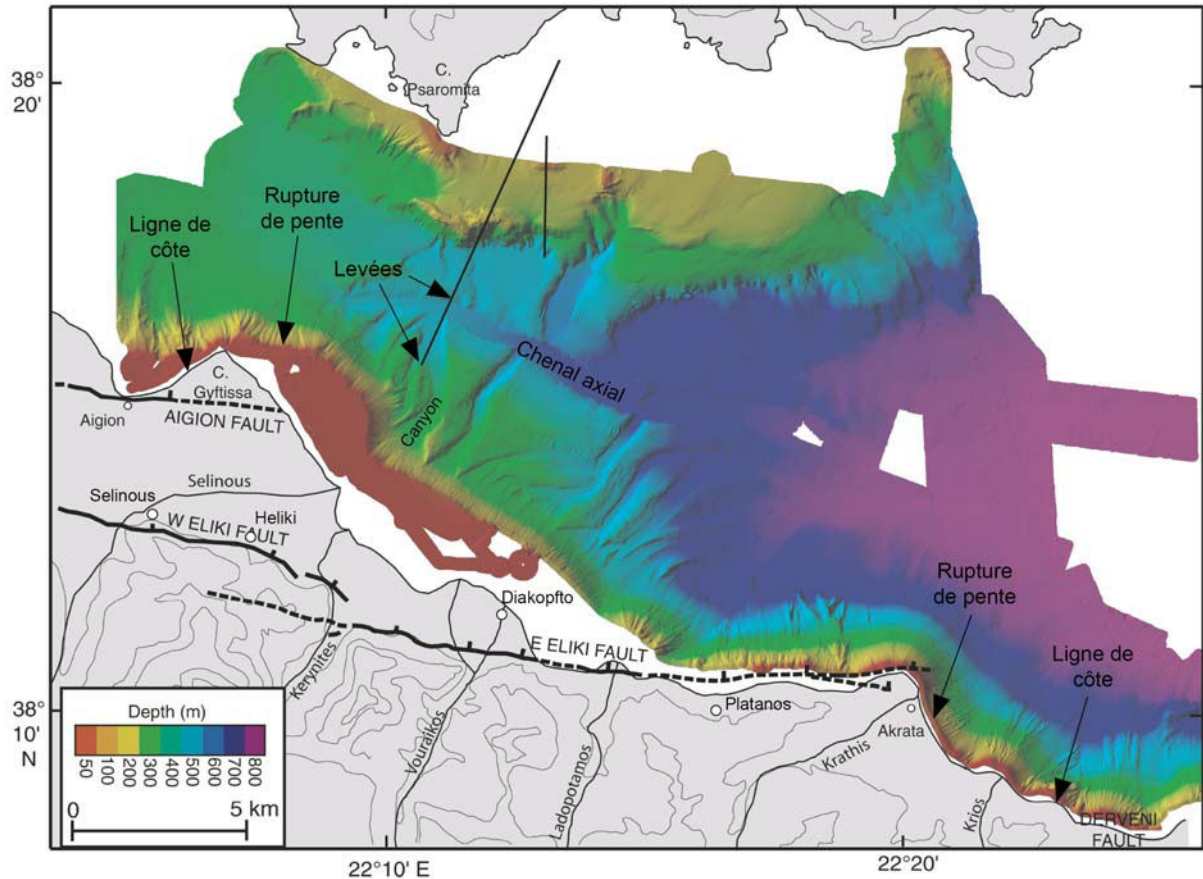 38°
20'
C.
Psaromita
Rupture
de pente
Ligne de
côte
Levées
Chenal axial
Canyon
C.
Gyftissa
Aigion
AIGION FAULT
Selinous
Selinous
W ELIKI FAULT
Heliki
Diakopfto
E ELIKI FAULT
Kerynites
Vouraikos
Ladopotamos
Platanos
Krathis
Akrata
Krios
Rupture
de pente
Ligne de
côte
DERVENI
FAULT
38°
10'
N
Depth (m)
50
100
200
300
400
500
600
700
800
0
5 km
22°10' E
22°20'